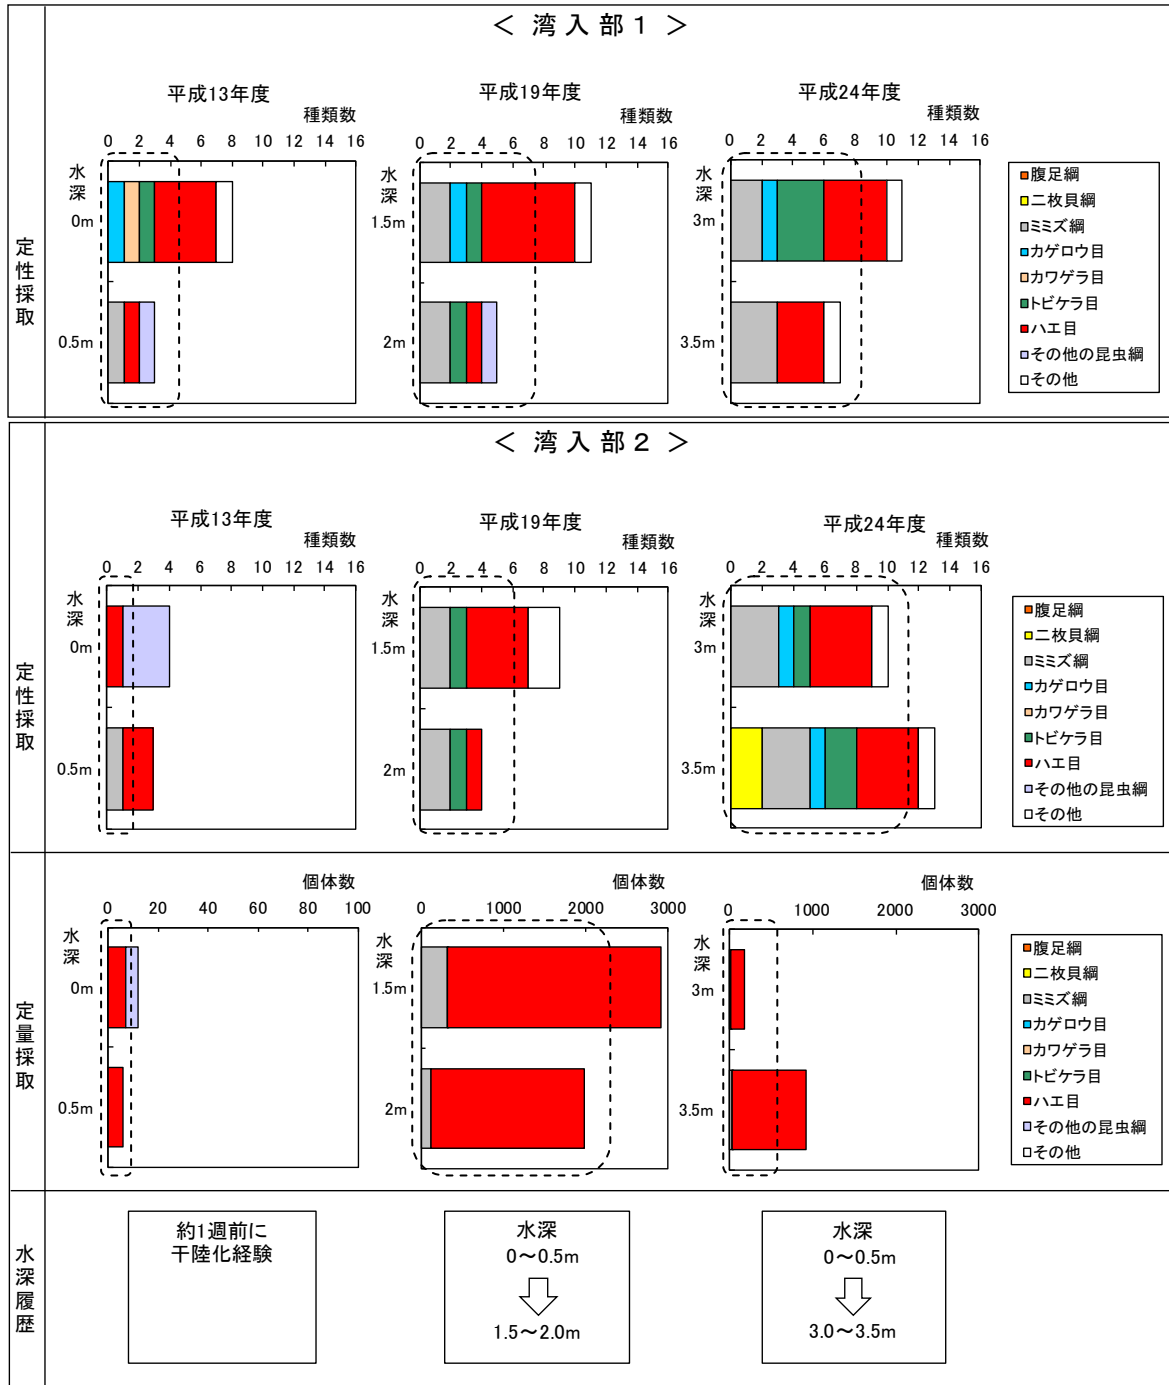 ＜ 湾入部１ ＞
平成13年度
種類数
0 2 4 6 8 10 12 14 16
水深
0m
0.5m
平成19年度
種類数
0 2 4 6 8 10 12 14 16
水深
1.5m
2m
平成24年度
種類数
0 2 4 6 8 10 12 14 16
水深
3m
3.5m
定性採取
腹足綱
二枚貝綱
ミミズ綱
カゲロウ目
カワゲラ目
トビケラ目
ハエ目
その他の昆虫綱
その他
＜ 湾入部２ ＞
平成13年度
種類数
0 2 4 6 8 10 12 14 16
水深
0m
0.5m
平成19年度
種類数
0 2 4 6 8 10 12 14 16
水深
1.5m
2m
平成24年度
種類数
0 2 4 6 8 10 12 14 16
水深
3m
3.5m
定性採取
腹足綱
二枚貝綱
ミミズ綱
カゲロウ目
カワゲラ目
トビケラ目
ハエ目
その他の昆虫綱
その他
個体数
0 20 40 60 80 100
水深
0m
0.5m
個体数
0 1000 2000 3000
水深
1.5m
2m
個体数
0 1000 2000 3000
水深
3m
3.5m
定量採取
腹足綱
二枚貝綱
ミミズ綱
カゲロウ目
カワゲラ目
トビケラ目
ハエ目
その他の昆虫綱
その他
水深履歴
約1週前に
干陸化経験
水深
0～0.5m
1.5～2.0m
水深
0～0.5m
3.0～3.5m